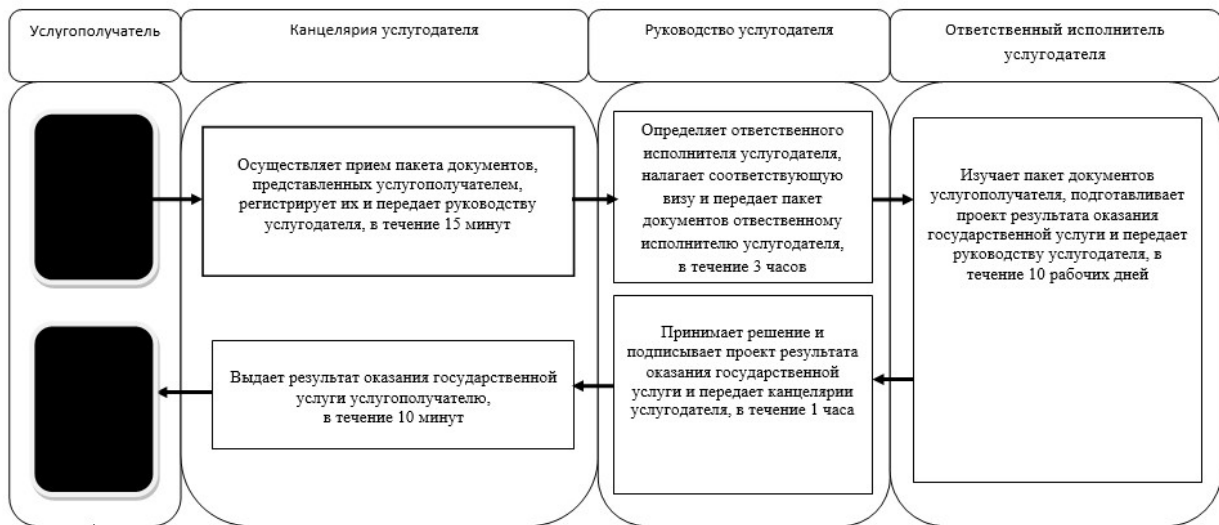 Услугополучатель
Канцелярия услугодателя
Руководство услугодателя
Ответственный исполнитель
услугодателя
Осуществляет прием пакета документов,
представленных услугополучателем,
регистрирует их и передает руководству
услугодателя, в течение 15 минут
Определяет ответственного
исполнителя услугодателя,
налагает соответствующую
визу и передает пакет
документов отвественному
исполнителю услугодателя,
в течение 3 часов
Изучает пакет документов
услугополучателя, подготавливает
проект результата оказания
государственной услуги и передает
руководству услугодателя, в
течение 10 рабочих дней
Принимает решение и
подписывает проект результата
оказания государственной
услуги и передает канцелярии
услугодателя, в течение 1 часа
Выдает результат оказания государственной
услуги услугополучателю,
в течение 10 минут